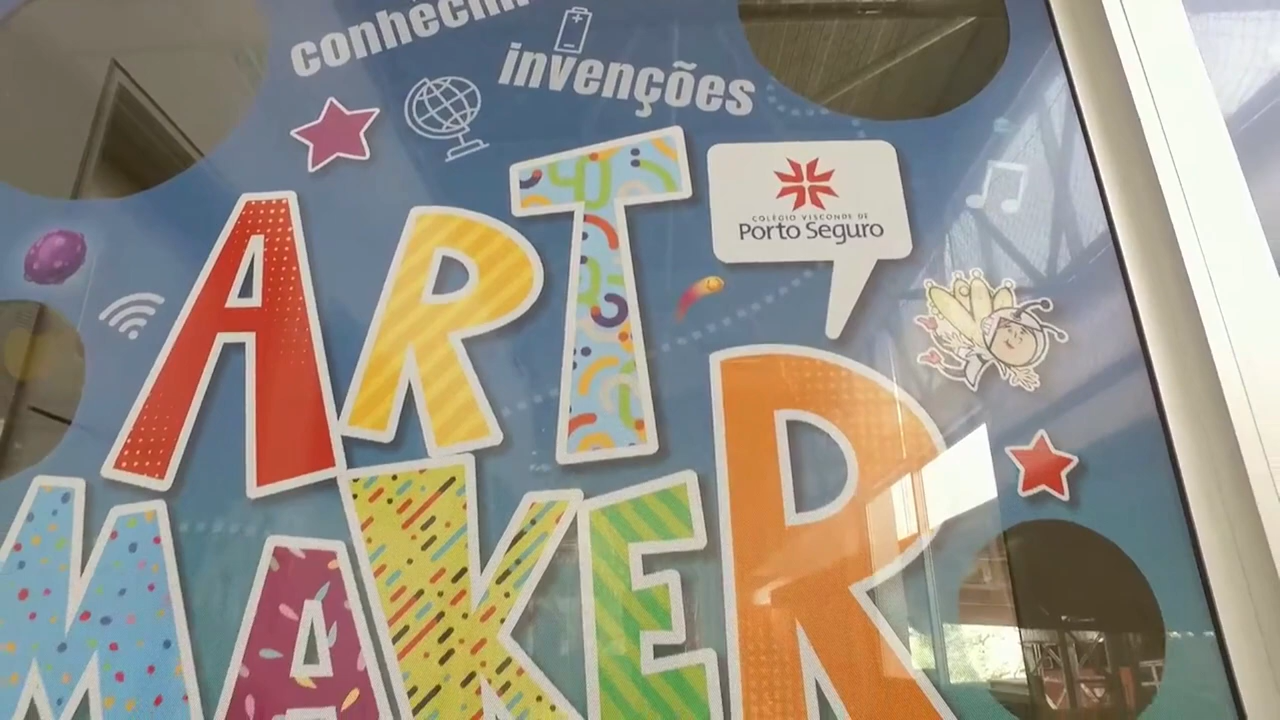 invenções
ART
COLÉGIO VISCONDE DE
Porto Seguro
MAKER